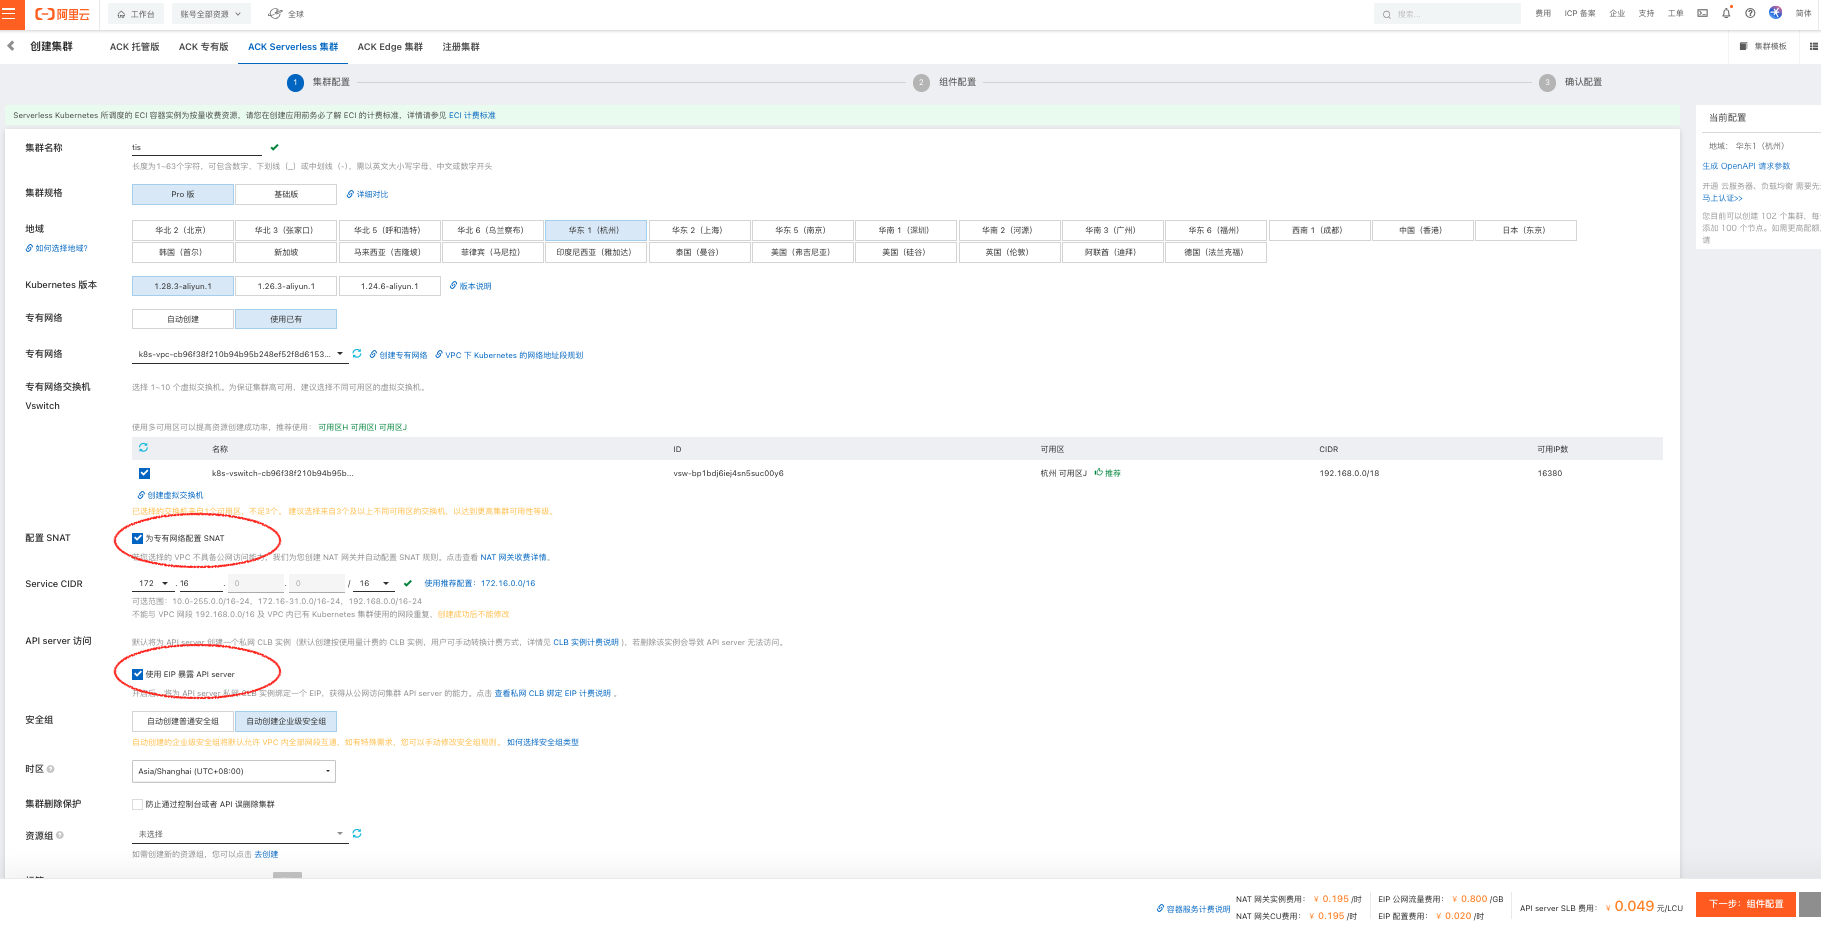 阿里云 工作台 账号全部资源 全球 搜索... 费用 ICP 备案 企业 支持 工单 简体
创建集群 ACK 托管版 ACK 专有版 ACK Serverless 集群 ACK Edge 集群 注册集群 集群模板
1 集群配置 2 组件配置 3 确认配置
Serverless Kubernetes 所调度的 ECI 容器实例为按量收费资源，请您在创建应用前务必了解 ECI 的计费标准，详情请参见 ECI 计费标准
当前配置
地域： 华东1（杭州）
生成 OpenAPI 请求参数
开通 云服务器、负载均衡 需要先
马上认证>>
您目前可以创建 102 个集群，每
添加 100 个节点。如需更高配额，
请
集群名称 tis
长度为1~63个字符，可包含数字、下划线（_）或中划线（-），需以英文大小写字母、中文或数字开头
集群规格 Pro 版 基础版 详细对比
地域 华北 2（北京） 华北 3（张家口） 华北 5（呼和浩特） 华北 6（乌兰察布） 华东 1（杭州） 华东 2（上海） 华东 5（南京） 华南 1（深圳） 华南 2（河源） 华南 3（广州） 华东 6（福州） 西南 1（成都） 中国（香港） 日本（东京）
如何选择地域? 韩国（首尔） 新加坡 马来西亚（吉隆坡） 菲律宾（马尼拉） 印度尼西亚（雅加达） 泰国（曼谷） 美国（弗吉尼亚） 美国（硅谷） 英国（伦敦） 阿联酋（迪拜） 德国（法兰克福）
Kubernetes 版本 1.28.3-aliyun.1 1.26.3-aliyun.1 1.24.6-aliyun.1 版本说明
专有网络 自动创建 使用已有
专有网络 k8s-vpc-cb96f38f210b94b95b248ef52f8d6153... 创建专有网络 VPC 下 Kubernetes 的网络地址段规划
专有网络交换机 选择 1~10 个虚拟交换机。为保证集群高可用，建议选择不同可用区的虚拟交换机。
Vswitch
使用多可用区可以提高资源创建成功率，推荐使用： 可用区H 可用区I 可用区J
名称 ID 可用区 CIDR 可用IP数
k8s-vswitch-cb96f38f210b94b95b... vsw-bp1bdj6iej4sn5suc00y6 杭州 可用区J 推荐 192.168.0.0/18 16380
创建虚拟交换机
已选择的交换机来自1个可用区，不足3个。 建议选择来自3个及以上不同可用区的交换机，以达到更高集群可用性等级。
配置 SNAT 为专有网络配置 SNAT
若您选择的 VPC 不具备公网访问能力，我们为您创建 NAT 网关并自动配置 SNAT 规则。点击查看 NAT 网关收费详情。
Service CIDR 172 . 16 . 0 . 0 / 16 使用推荐配置：172.16.0.0/16
可选范围：10.0-255.0.0/16-24，172.16-31.0.0/16-24，192.168.0.0/16-24
不能与 VPC 网段 192.168.0.0/16 及 VPC 内已有 Kubernetes 集群使用的网段重复，创建成功后不能修改
API server 访问 默认将为 API server 创建一个私网 CLB 实例（默认创建按使用量计费的 CLB 实例，用户可手动转换计费方式，详情见 CLB 实例计费说明 )，若删除该实例会导致 API server 无法访问。
使用 EIP 暴露 API server
开启后，将为 API server 私网 CLB 实例绑定一个 EIP，获得从公网访问集群 API server 的能力。点击 查看私网 CLB 绑定 EIP 计费说明 。
安全组 自动创建普通安全组 自动创建企业级安全组
自动创建的企业级安全组将默认允许 VPC 内全部网段互通，如有特殊需求，您可以手动修改安全组规则。 如何选择安全组类型
时区 Asia/Shanghai (UTC+08:00)
集群删除保护 防止通过控制台或者 API 误删除集群
资源组 未选择
如需创建新的资源组，您可以点击 去创建
容器服务计费说明
NAT 网关实例费用： ¥ 0.195 /时 EIP 公网流量费用： ¥ 0.800 /GB
NAT 网关CU费用： ¥ 0.195 /时 EIP 配置费用： ¥ 0.020 /时
API server SLB 费用： ¥ 0.049 元/LCU 下一步：组件配置